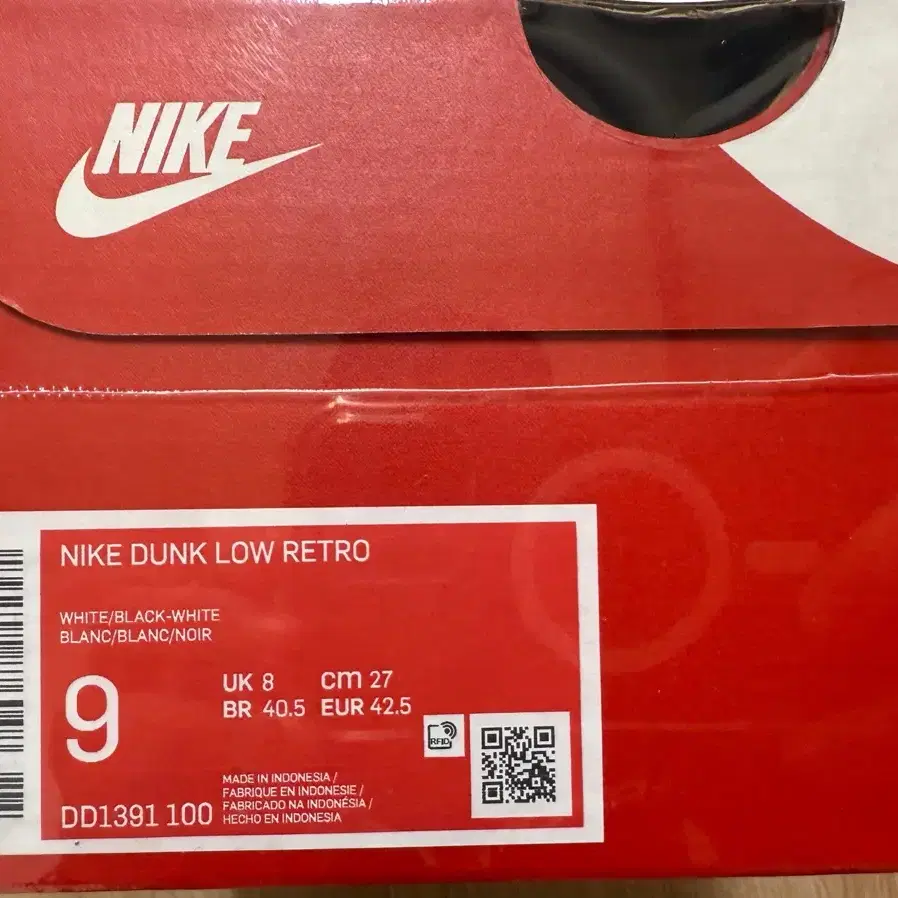 NIKE
NIKE DUNK LOW RETRO
WHITE/BLACK-WHITE
BLANC/BLANC/NOIR
9
UK 8 cm 27
BR 40.5 EUR 42.5
RFID
DD1391 100
MADE IN INDONESIA /
FABRIQUE EN INDONESIE /
FABRICADO NA INDONÉSIA /
HECHO EN INDONESIA